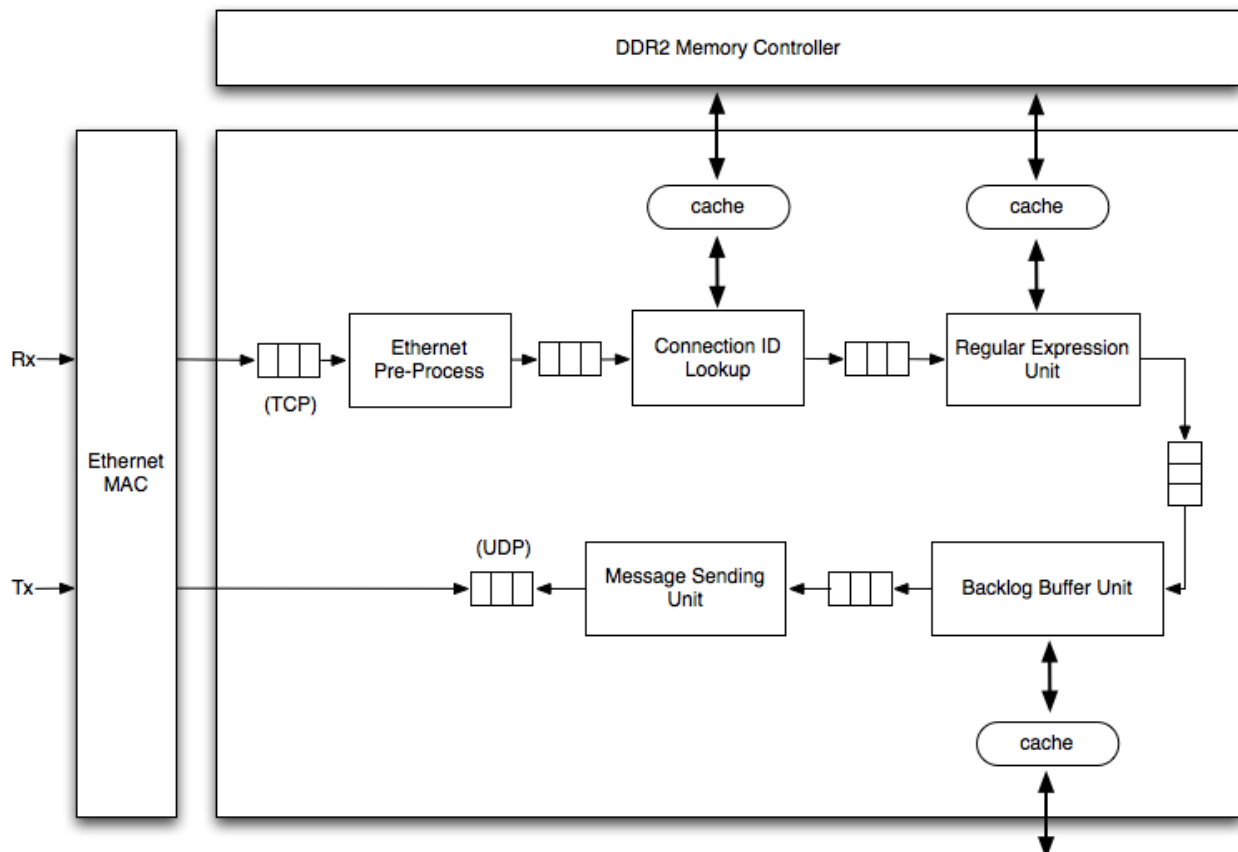 DDR2 Memory Controller
cache
cache
Rx
Ethernet
Pre-Process
Connection ID
Lookup
Regular Expression
Unit
(TCP)
Ethernet
MAC
(UDP)
Tx
Message Sending
Unit
Backlog Buffer Unit
cache